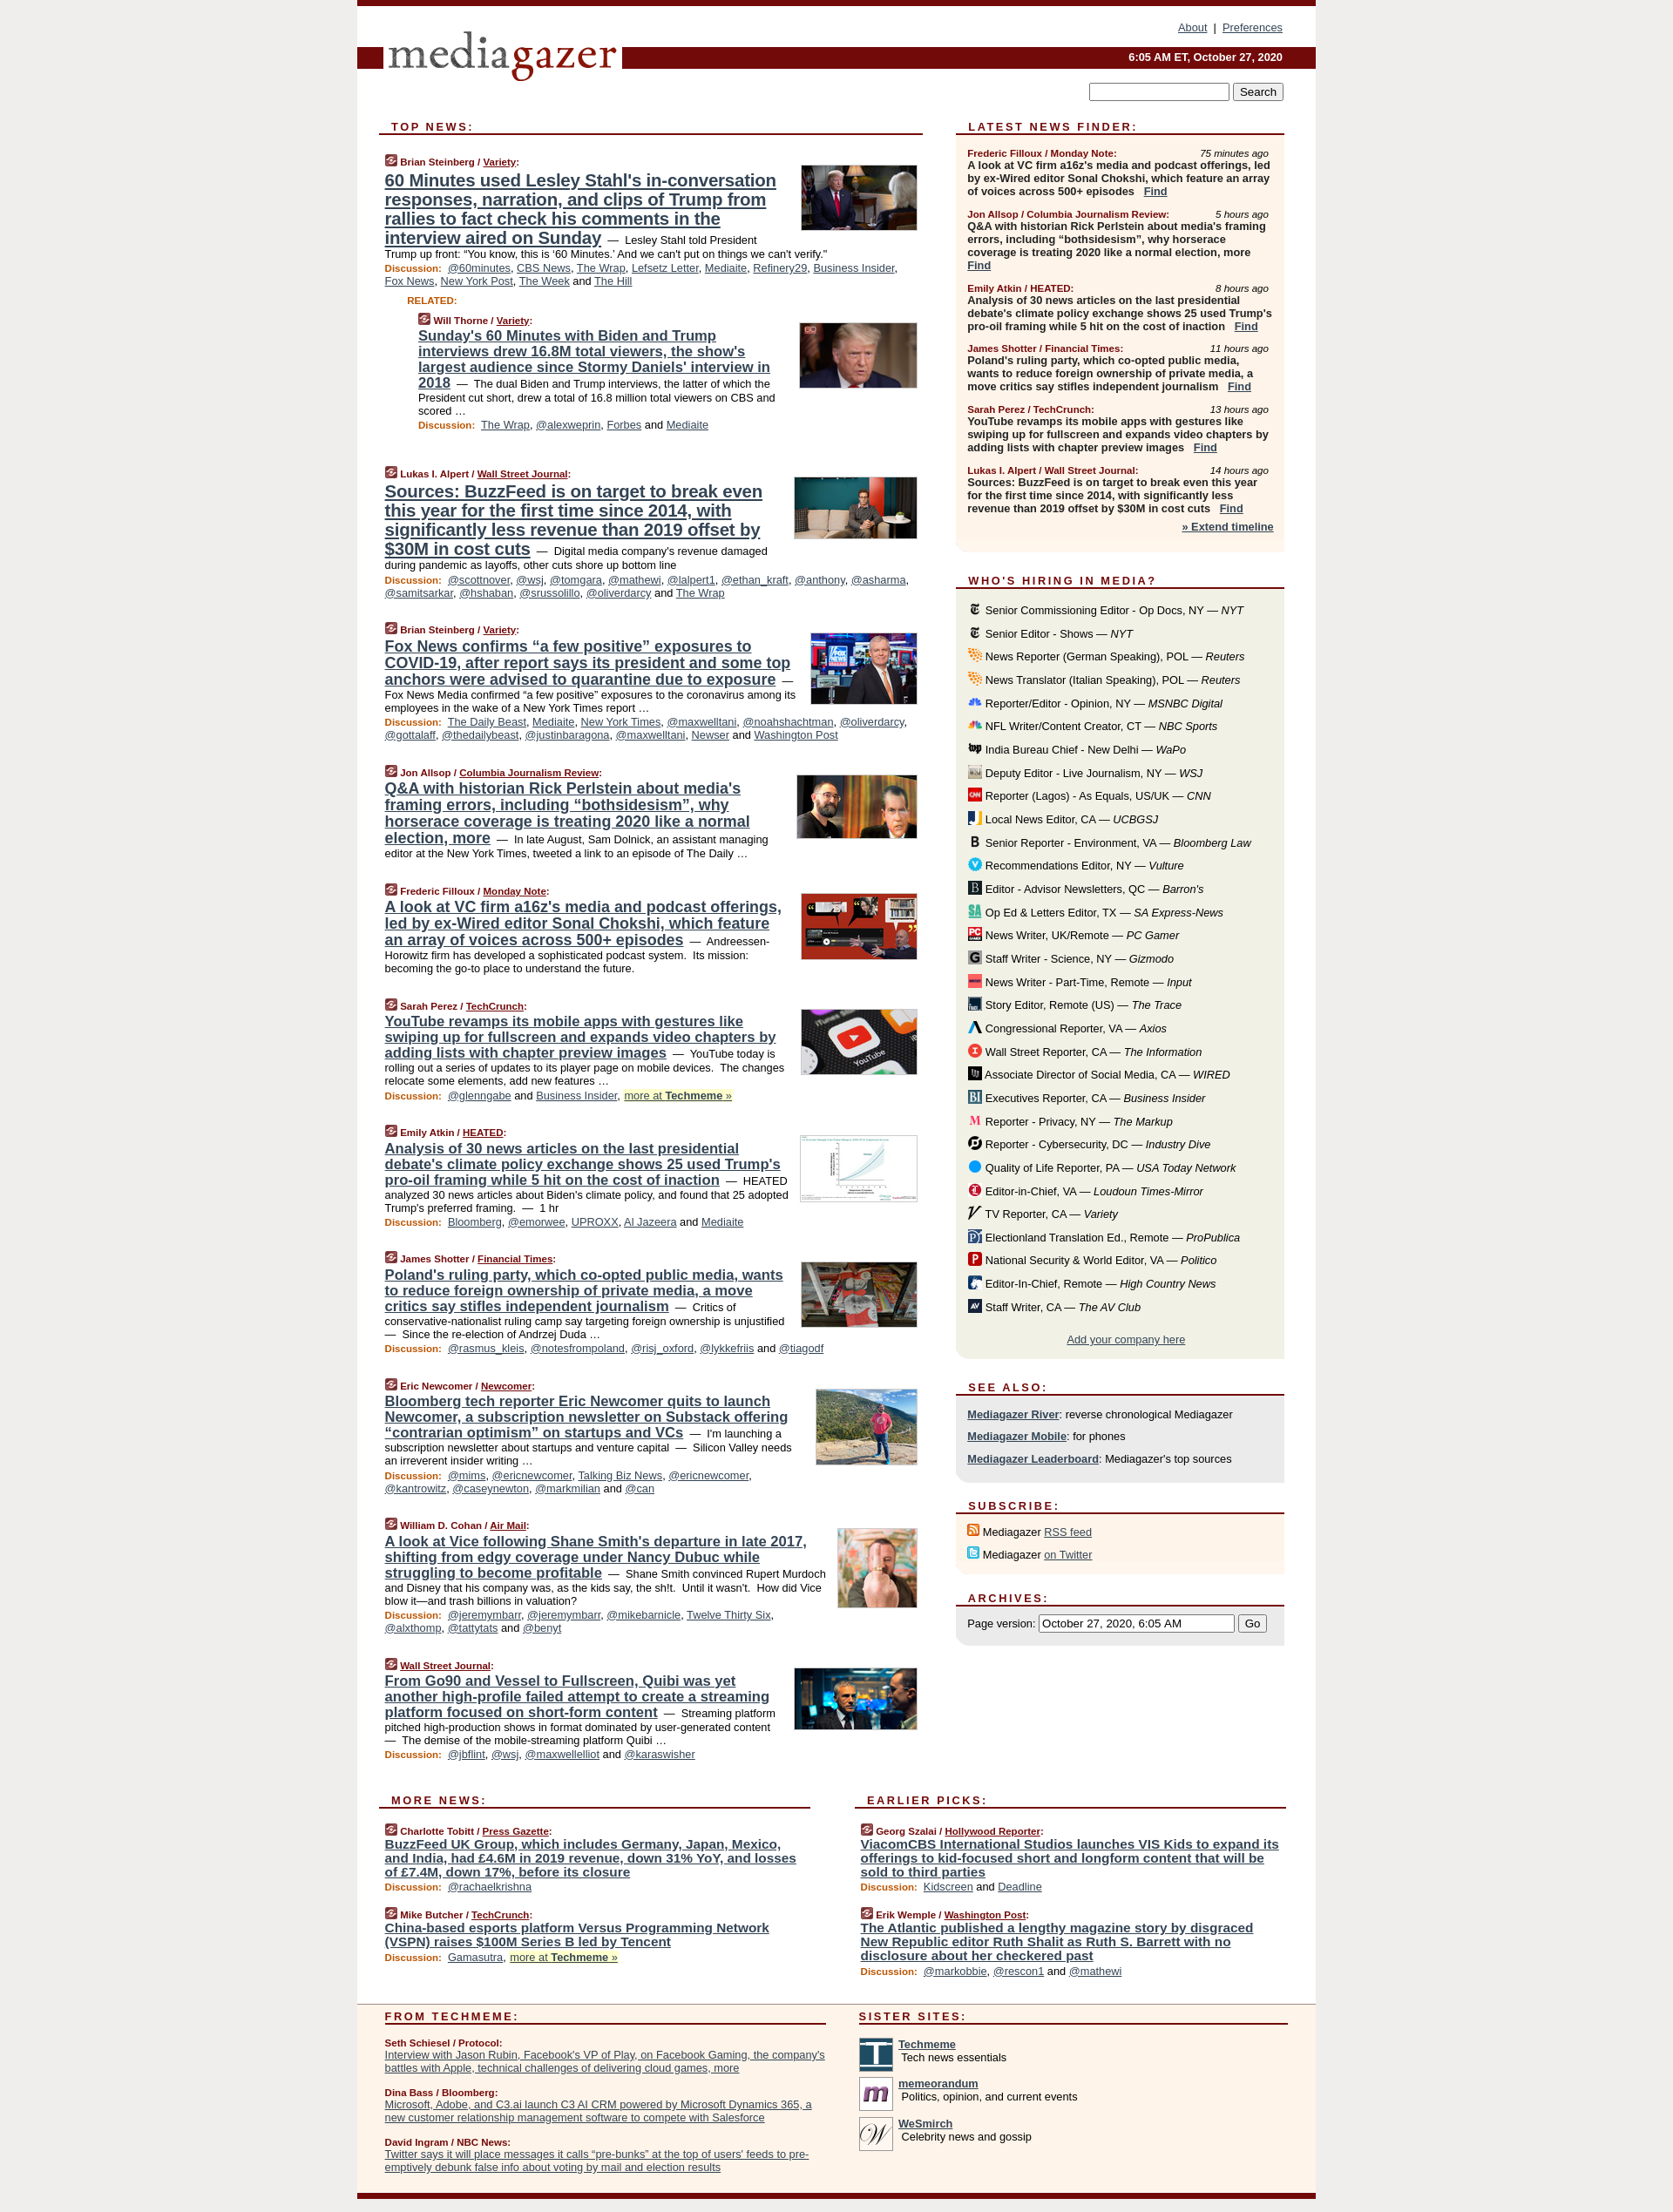 About | Preferences
mediagazer
6:05 AM ET, October 27, 2020
Search
TOP NEWS:
Brian Steinberg / Variety:
60 Minutes used Lesley Stahl's in-conversation
responses, narration, and clips of Trump from
rallies to fact check his comments in the
interview aired on Sunday — Lesley Stahl told President
Trump up front: “You know, this is ‘60 Minutes.’ And we can't put on things we can't verify.”
Discussion: @60minutes, CBS News, The Wrap, Lefsetz Letter, Mediaite, Refinery29, Business Insider,
Fox News, New York Post, The Week and The Hill
RELATED:
Will Thorne / Variety:
Sunday's 60 Minutes with Biden and Trump
interviews drew 16.8M total viewers, the show's
largest audience since Stormy Daniels' interview in
2018 — The dual Biden and Trump interviews, the latter of which the
President cut short, drew a total of 16.8 million total viewers on CBS and
scored …
Discussion: The Wrap, @alexweprin, Forbes and Mediaite
Lukas I. Alpert / Wall Street Journal:
Sources: BuzzFeed is on target to break even
this year for the first time since 2014, with
significantly less revenue than 2019 offset by
$30M in cost cuts — Digital media company's revenue damaged
during pandemic as layoffs, other cuts shore up bottom line
Discussion: @scottnover, @wsj, @tomgara, @mathewi, @lalpert1, @ethan_kraft, @anthony, @asharma,
@samitsarkar, @hshaban, @srussolillo, @oliverdarcy and The Wrap
Brian Steinberg / Variety:
Fox News confirms “a few positive” exposures to
COVID-19, after report says its president and some top
anchors were advised to quarantine due to exposure —
Fox News Media confirmed “a few positive” exposures to the coronavirus among its
employees in the wake of a New York Times report …
Discussion: The Daily Beast, Mediaite, New York Times, @maxwelltani, @noahshachtman, @oliverdarcy,
@gottalaff, @thedailybeast, @justinbaragona, @maxwelltani, Newser and Washington Post
Jon Allsop / Columbia Journalism Review:
Q&A with historian Rick Perlstein about media's
framing errors, including “bothsidesism”, why
horserace coverage is treating 2020 like a normal
election, more — In late August, Sam Dolnick, an assistant managing
editor at the New York Times, tweeted a link to an episode of The Daily …
Frederic Filloux / Monday Note:
A look at VC firm a16z's media and podcast offerings,
led by ex-Wired editor Sonal Chokshi, which feature
an array of voices across 500+ episodes — Andreessen-
Horowitz firm has developed a sophisticated podcast system. Its mission:
becoming the go-to place to understand the future.
Sarah Perez / TechCrunch:
YouTube revamps its mobile apps with gestures like
swiping up for fullscreen and expands video chapters by
adding lists with chapter preview images — YouTube today is
rolling out a series of updates to its player page on mobile devices. The changes
relocate some elements, add new features …
Discussion: @glenngabe and Business Insider, more at Techmeme »
Emily Atkin / HEATED:
Analysis of 30 news articles on the last presidential
debate's climate policy exchange shows 25 used Trump's
pro-oil framing while 5 hit on the cost of inaction — HEATED
analyzed 30 news articles about Biden's climate policy, and found that 25 adopted
Trump's preferred framing. — 1 hr
Discussion: Bloomberg, @emorwee, UPROXX, Al Jazeera and Mediaite
James Shotter / Financial Times:
Poland's ruling party, which co-opted public media, wants
to reduce foreign ownership of private media, a move
critics say stifles independent journalism — Critics of
conservative-nationalist ruling camp say targeting foreign ownership is unjustified
— Since the re-election of Andrzej Duda …
Discussion: @rasmus_kleis, @notesfrompoland, @risj_oxford, @lykkefriis and @tiagodf
Eric Newcomer / Newcomer:
Bloomberg tech reporter Eric Newcomer quits to launch
Newcomer, a subscription newsletter on Substack offering
“contrarian optimism” on startups and VCs — I'm launching a
subscription newsletter about startups and venture capital — Silicon Valley needs
an irreverent insider writing …
Discussion: @mims, @ericnewcomer, Talking Biz News, @ericnewcomer,
@kantrowitz, @caseynewton, @markmilian and @can
William D. Cohan / Air Mail:
A look at Vice following Shane Smith's departure in late 2017,
shifting from edgy coverage under Nancy Dubuc while
struggling to become profitable — Shane Smith convinced Rupert Murdoch
and Disney that his company was, as the kids say, the sh!t. Until it wasn't. How did Vice
blow it—and trash billions in valuation?
Discussion: @jeremymbarr, @jeremymbarr, @mikebarnicle, Twelve Thirty Six,
@alxthomp, @tattytats and @benyt
Wall Street Journal:
From Go90 and Vessel to Fullscreen, Quibi was yet
another high-profile failed attempt to create a streaming
platform focused on short-form content — Streaming platform
pitched high-production shows in format dominated by user-generated content
— The demise of the mobile-streaming platform Quibi …
Discussion: @jbflint, @wsj, @maxwellelliot and @karaswisher
LATEST NEWS FINDER:
Frederic Filloux / Monday Note: 75 minutes ago
A look at VC firm a16z's media and podcast offerings, led
by ex-Wired editor Sonal Chokshi, which feature an array
of voices across 500+ episodes Find
Jon Allsop / Columbia Journalism Review: 5 hours ago
Q&A with historian Rick Perlstein about media's framing
errors, including “bothsidesism”, why horserace
coverage is treating 2020 like a normal election, more
Find
Emily Atkin / HEATED: 8 hours ago
Analysis of 30 news articles on the last presidential
debate's climate policy exchange shows 25 used Trump's
pro-oil framing while 5 hit on the cost of inaction Find
James Shotter / Financial Times: 11 hours ago
Poland's ruling party, which co-opted public media,
wants to reduce foreign ownership of private media, a
move critics say stifles independent journalism Find
Sarah Perez / TechCrunch: 13 hours ago
YouTube revamps its mobile apps with gestures like
swiping up for fullscreen and expands video chapters by
adding lists with chapter preview images Find
Lukas I. Alpert / Wall Street Journal: 14 hours ago
Sources: BuzzFeed is on target to break even this year
for the first time since 2014, with significantly less
revenue than 2019 offset by $30M in cost cuts Find
» Extend timeline
WHO'S HIRING IN MEDIA?
Senior Commissioning Editor - Op Docs, NY — NYT
Senior Editor - Shows — NYT
News Reporter (German Speaking), POL — Reuters
News Translator (Italian Speaking), POL — Reuters
Reporter/Editor - Opinion, NY — MSNBC Digital
NFL Writer/Content Creator, CT — NBC Sports
India Bureau Chief - New Delhi — WaPo
Deputy Editor - Live Journalism, NY — WSJ
Reporter (Lagos) - As Equals, US/UK — CNN
Local News Editor, CA — UCBGSJ
Senior Reporter - Environment, VA — Bloomberg Law
Recommendations Editor, NY — Vulture
Editor - Advisor Newsletters, QC — Barron's
Op Ed & Letters Editor, TX — SA Express-News
News Writer, UK/Remote — PC Gamer
Staff Writer - Science, NY — Gizmodo
News Writer - Part-Time, Remote — Input
Story Editor, Remote (US) — The Trace
Congressional Reporter, VA — Axios
Wall Street Reporter, CA — The Information
Associate Director of Social Media, CA — WIRED
Executives Reporter, CA — Business Insider
Reporter - Privacy, NY — The Markup
Reporter - Cybersecurity, DC — Industry Dive
Quality of Life Reporter, PA — USA Today Network
Editor-in-Chief, VA — Loudoun Times-Mirror
TV Reporter, CA — Variety
Electionland Translation Ed., Remote — ProPublica
National Security & World Editor, VA — Politico
Editor-In-Chief, Remote — High Country News
Staff Writer, CA — The AV Club
Add your company here
SEE ALSO:
Mediagazer River: reverse chronological Mediagazer
Mediagazer Mobile: for phones
Mediagazer Leaderboard: Mediagazer's top sources
SUBSCRIBE:
Mediagazer RSS feed
Mediagazer on Twitter
ARCHIVES:
Page version: October 27, 2020, 6:05 AM Go
MORE NEWS:
Charlotte Tobitt / Press Gazette:
BuzzFeed UK Group, which includes Germany, Japan, Mexico,
and India, had £4.6M in 2019 revenue, down 31% YoY, and losses
of £7.4M, down 17%, before its closure
Discussion: @rachaelkrishna
Mike Butcher / TechCrunch:
China-based esports platform Versus Programming Network
(VSPN) raises $100M Series B led by Tencent
Discussion: Gamasutra, more at Techmeme »
EARLIER PICKS:
Georg Szalai / Hollywood Reporter:
ViacomCBS International Studios launches VIS Kids to expand its
offerings to kid-focused short and longform content that will be
sold to third parties
Discussion: Kidscreen and Deadline
Erik Wemple / Washington Post:
The Atlantic published a lengthy magazine story by disgraced
New Republic editor Ruth Shalit as Ruth S. Barrett with no
disclosure about her checkered past
Discussion: @markobbie, @rescon1 and @mathewi
FROM TECHMEME:
Seth Schiesel / Protocol:
Interview with Jason Rubin, Facebook's VP of Play, on Facebook Gaming, the company's
battles with Apple, technical challenges of delivering cloud games, more
Dina Bass / Bloomberg:
Microsoft, Adobe, and C3.ai launch C3 AI CRM powered by Microsoft Dynamics 365, a
new customer relationship management software to compete with Salesforce
David Ingram / NBC News:
Twitter says it will place messages it calls “pre-bunks” at the top of users' feeds to pre-
emptively debunk false info about voting by mail and election results
SISTER SITES:
Techmeme
Tech news essentials
memeorandum
Politics, opinion, and current events
WeSmirch
Celebrity news and gossip